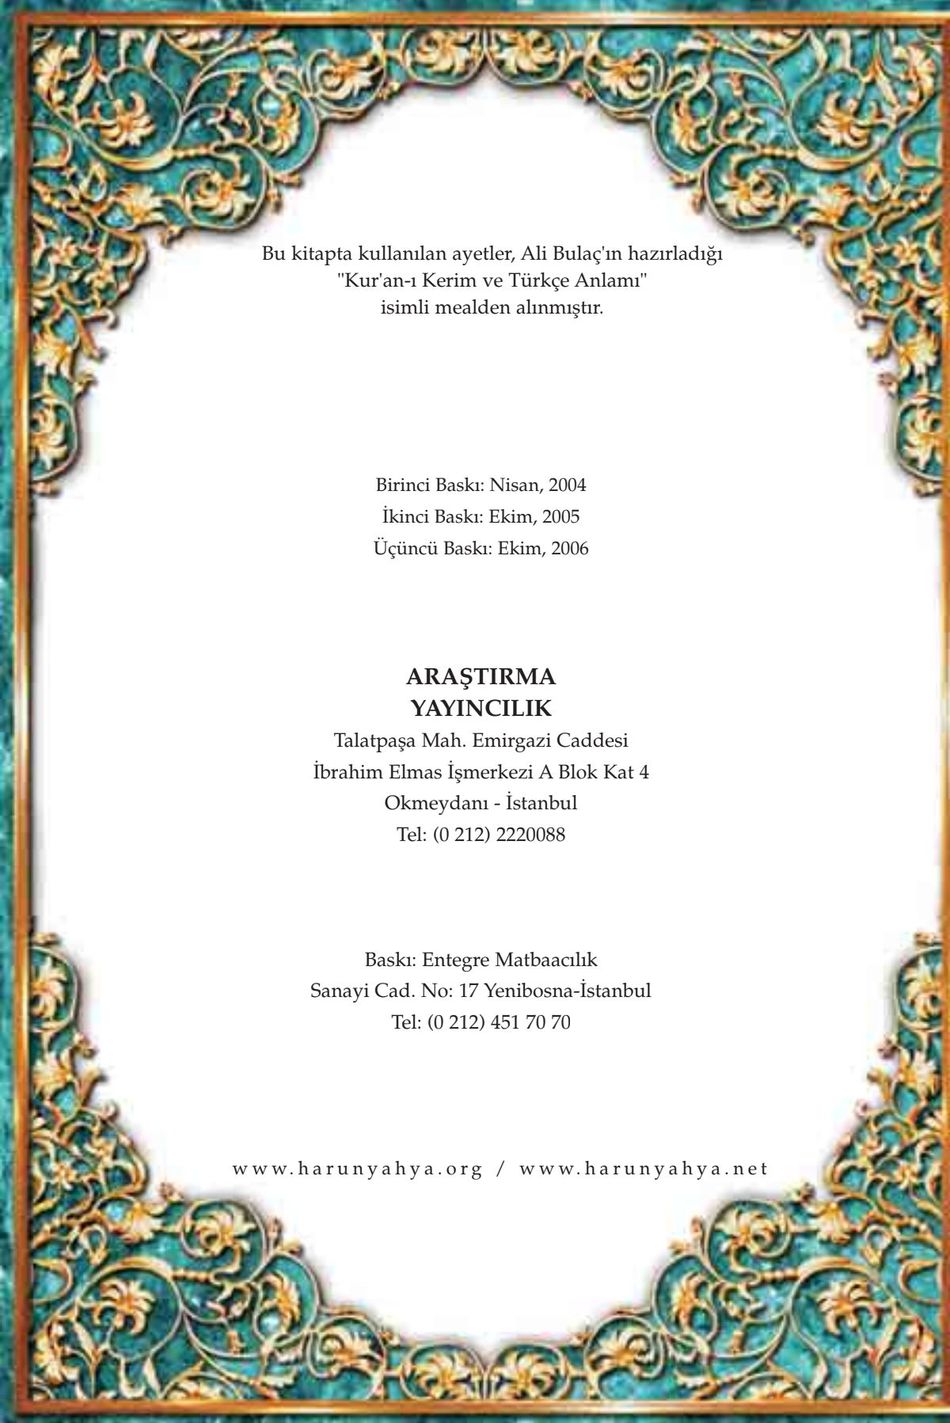 Bu kitapta kullanılan ayetler, Ali Bulaç'ın hazırladığı
"Kur'an-ı Kerim ve Türkçe Anlamı"
isimli mealden alınmıştır.
Birinci Baskı: Nisan, 2004
İkinci Baskı: Ekim, 2005
Üçüncü Baskı: Ekim, 2006
ARAŞTIRMA
YAYINCILIK
Talatpaşa Mah. Emirgazi Caddesi
İbrahim Elmas İşmerkezi A Blok Kat 4
Okmeydanı - İstanbul
Tel: (0 212) 2220088
Baskı: Entegre Matbaacılık
Sanayi Cad. No: 17 Yenibosna-İstanbul
Tel: (0 212) 451 70 70
www.harunyahya.org / www.harunyahya.net